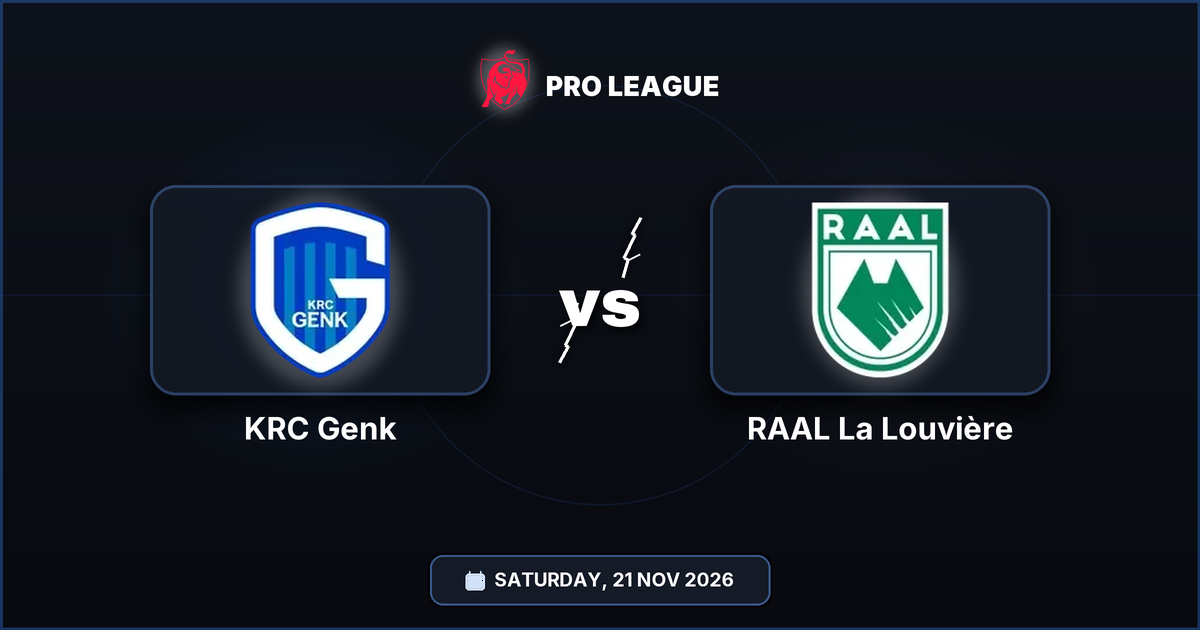 PRO LEAGUE
KRC
GENK
RAAL
VS
KRC Genk
RAAL La Louvière
SATURDAY, 21 NOV 2026